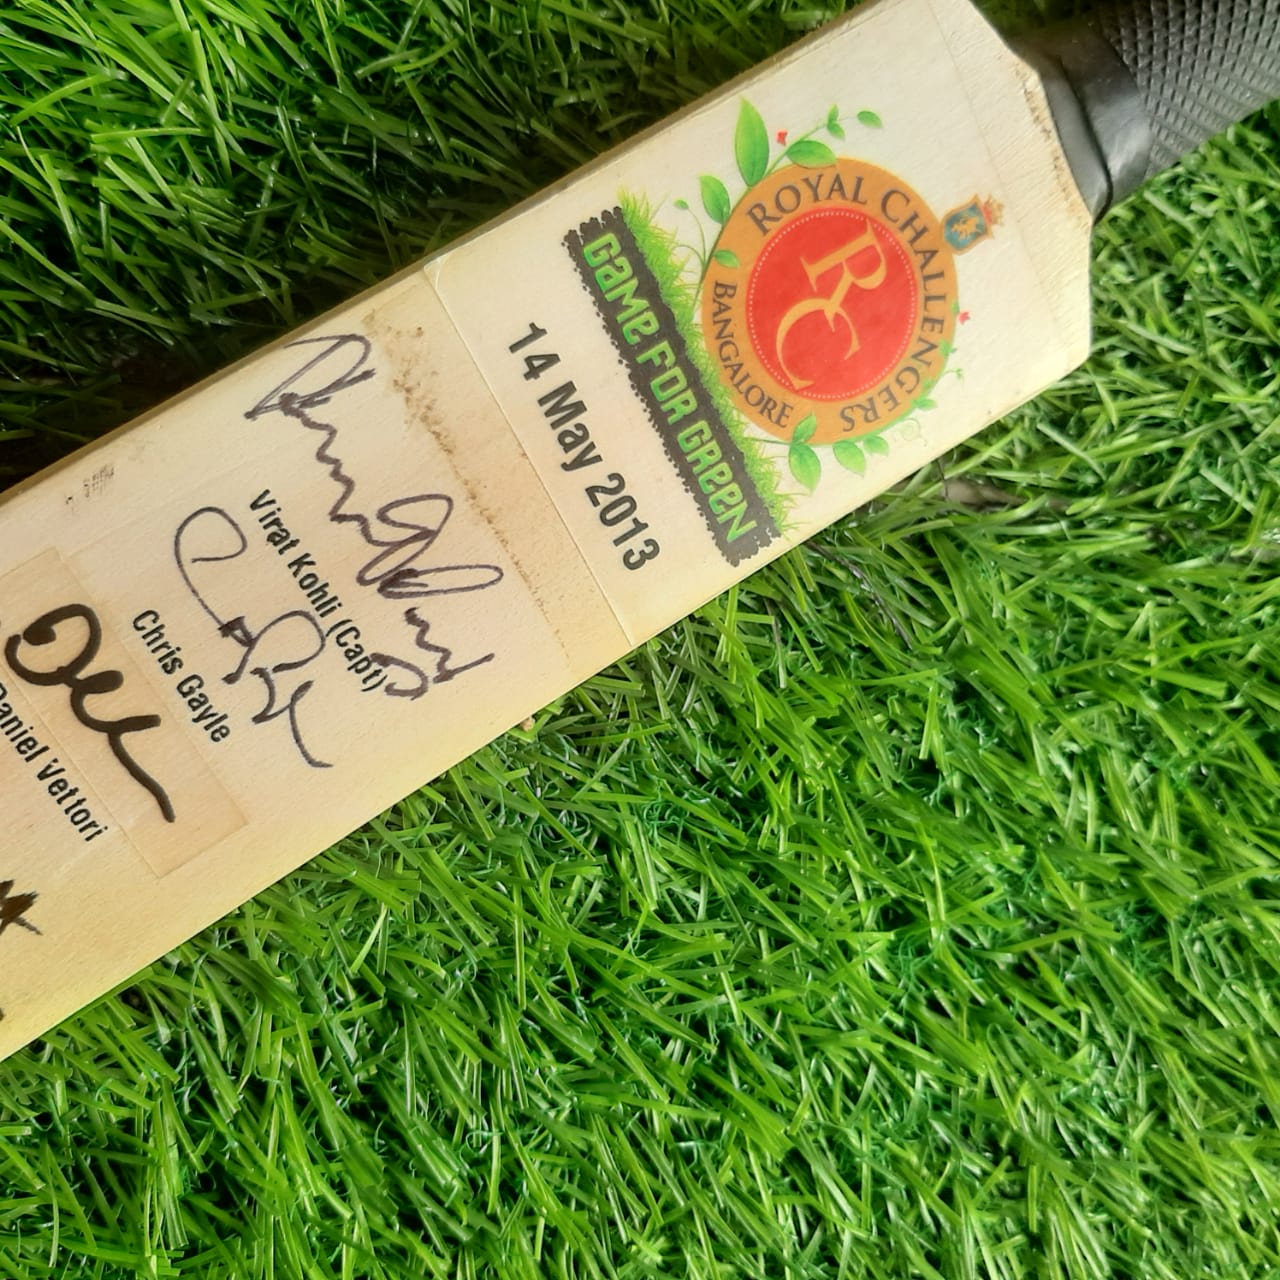 ROYAL CHALLENGERS
BANGALORE
RC
GAME FOR GREEN
14 May 2013
Virat Kohli (Capt)
Chris Gayle
Daniel Vettori